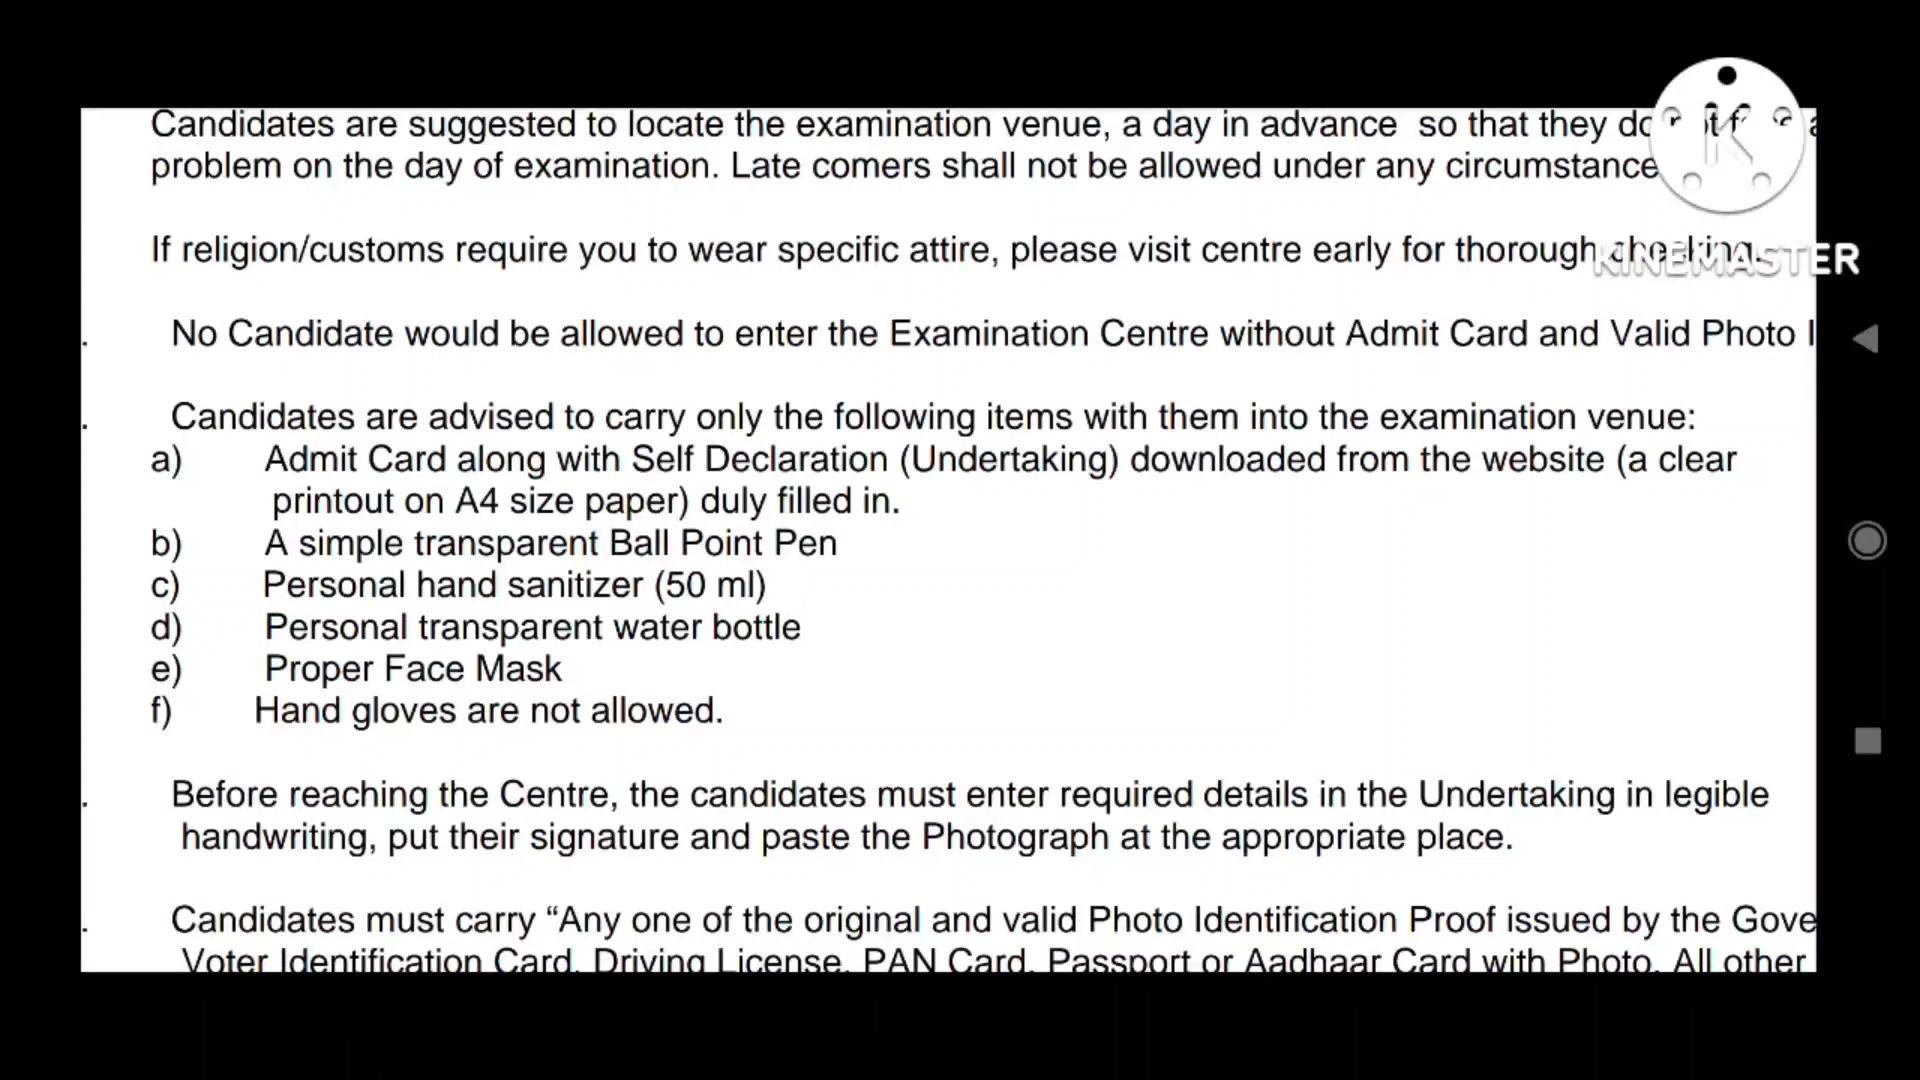 Candidates are suggested to locate the examination venue, a day in advance so that they do
problem on the day of examination. Late comers shall not be allowed under any circumstance
If religion/customs require you to wear specific attire, please visit centre early for thorough checking.
KINEMASTER
. No Candidate would be allowed to enter the Examination Centre without Admit Card and Valid Photo I
. Candidates are advised to carry only the following items with them into the examination venue:
a) Admit Card along with Self Declaration (Undertaking) downloaded from the website (a clear
printout on A4 size paper) duly filled in.
b) A simple transparent Ball Point Pen
c) Personal hand sanitizer (50 ml)
d) Personal transparent water bottle
e) Proper Face Mask
f) Hand gloves are not allowed.
. Before reaching the Centre, the candidates must enter required details in the Undertaking in legible
handwriting, put their signature and paste the Photograph at the appropriate place.
. Candidates must carry “Any one of the original and valid Photo Identification Proof issued by the Gove
Voter Identification Card, Driving License, PAN Card, Passport or Aadhaar Card with Photo. All other